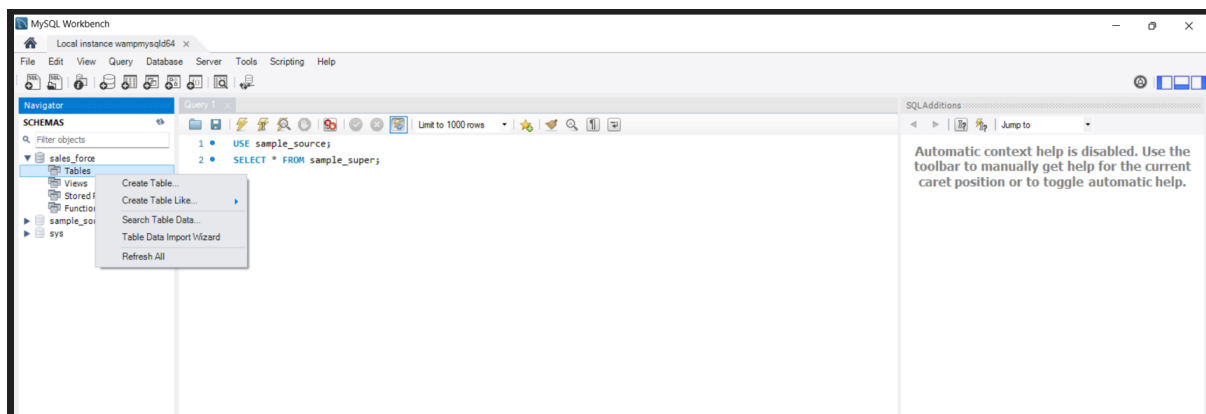 MySQL Workbench
Local instance wampmysqld64
File Edit View Query Database Server Tools Scripting Help
Navigator
SCHEMAS
Filter objects
sales_force
Tables
Views
Stored
Function
sample_sou
sys
Create Table...
Create Table Like...
Search Table Data...
Table Data Import Wizard
Refresh All
Query 1
Limit to 1000 rows
1 USE sample_source;
2 SELECT * FROM sample_super;
SQLAdditions
Jump to
Automatic context help is disabled. Use the
toolbar to manually get help for the current
caret position or to toggle automatic help.